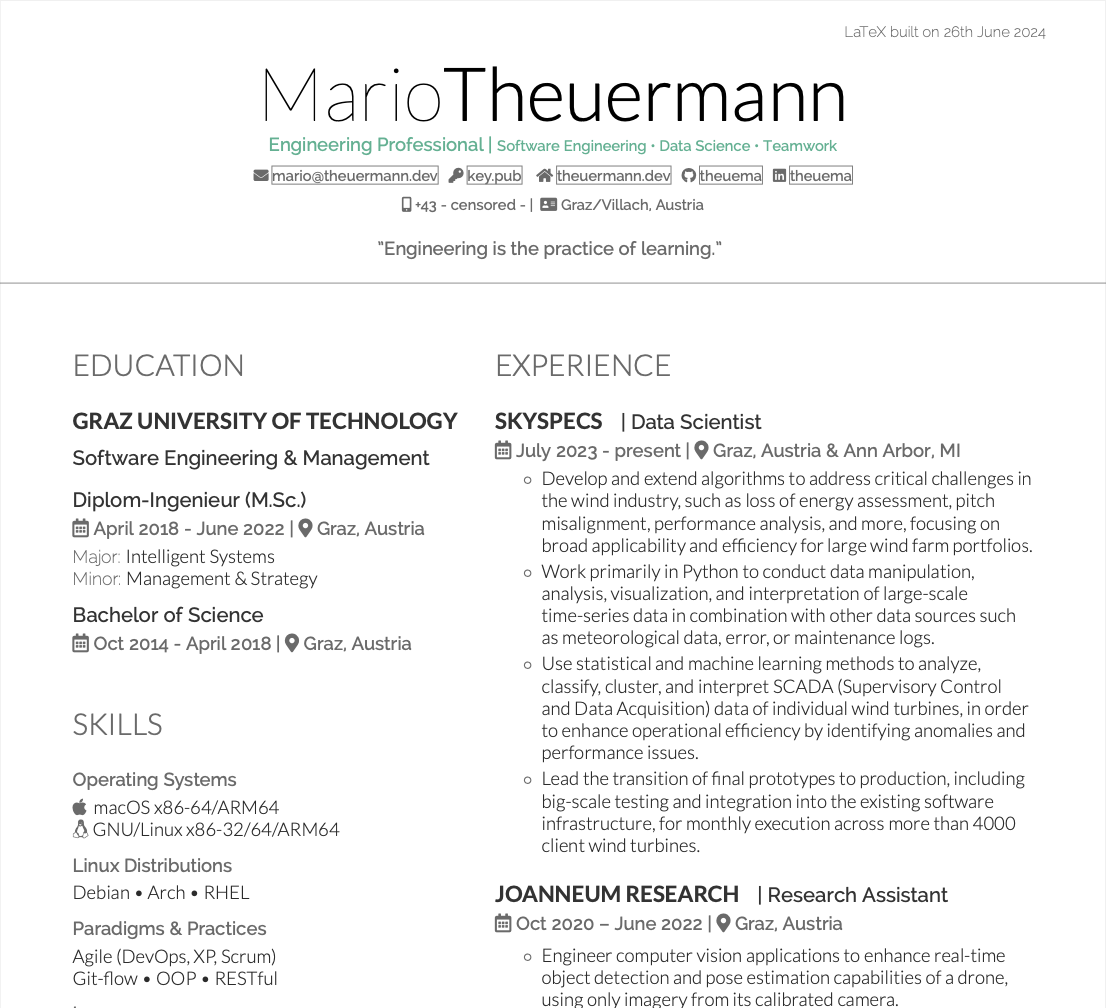 LaTeX built on 26th June 2024
MarioTheuermann
Engineering Professional | Software Engineering • Data Science • Teamwork
mario@theuermann.dev key.pub theuermann.dev theuema theuema
+43 - censored - | Graz/Villach, Austria
"Engineering is the practice of learning."
EDUCATION
GRAZ UNIVERSITY OF TECHNOLOGY
Software Engineering & Management
Diplom-Ingenieur (M.Sc.)
April 2018 - June 2022 | Graz, Austria
Major: Intelligent Systems
Minor: Management & Strategy
Bachelor of Science
Oct 2014 - April 2018 | Graz, Austria
SKILLS
Operating Systems
macOS x86-64/ARM64
GNU/Linux x86-32/64/ARM64
Linux Distributions
Debian • Arch • RHEL
Paradigms & Practices
Agile (DevOps, XP, Scrum)
Git-flow • OOP • RESTful
EXPERIENCE
SKYSPECS | Data Scientist
July 2023 - present | Graz, Austria & Ann Arbor, MI
◦ Develop and extend algorithms to address critical challenges in
the wind industry, such as loss of energy assessment, pitch
misalignment, performance analysis, and more, focusing on
broad applicability and efficiency for large wind farm portfolios.
◦ Work primarily in Python to conduct data manipulation,
analysis, visualization, and interpretation of large-scale
time-series data in combination with other data sources such
as meteorological data, error, or maintenance logs.
◦ Use statistical and machine learning methods to analyze,
classify, cluster, and interpret SCADA (Supervisory Control
and Data Acquisition) data of individual wind turbines, in order
to enhance operational efficiency by identifying anomalies and
performance issues.
◦ Lead the transition of final prototypes to production, including
big-scale testing and integration into the existing software
infrastructure, for monthly execution across more than 4000
client wind turbines.
JOANNEUM RESEARCH | Research Assistant
Oct 2020 – June 2022 | Graz, Austria
◦ Engineer computer vision applications to enhance real-time
object detection and pose estimation capabilities of a drone,
using only imagery from its calibrated camera.